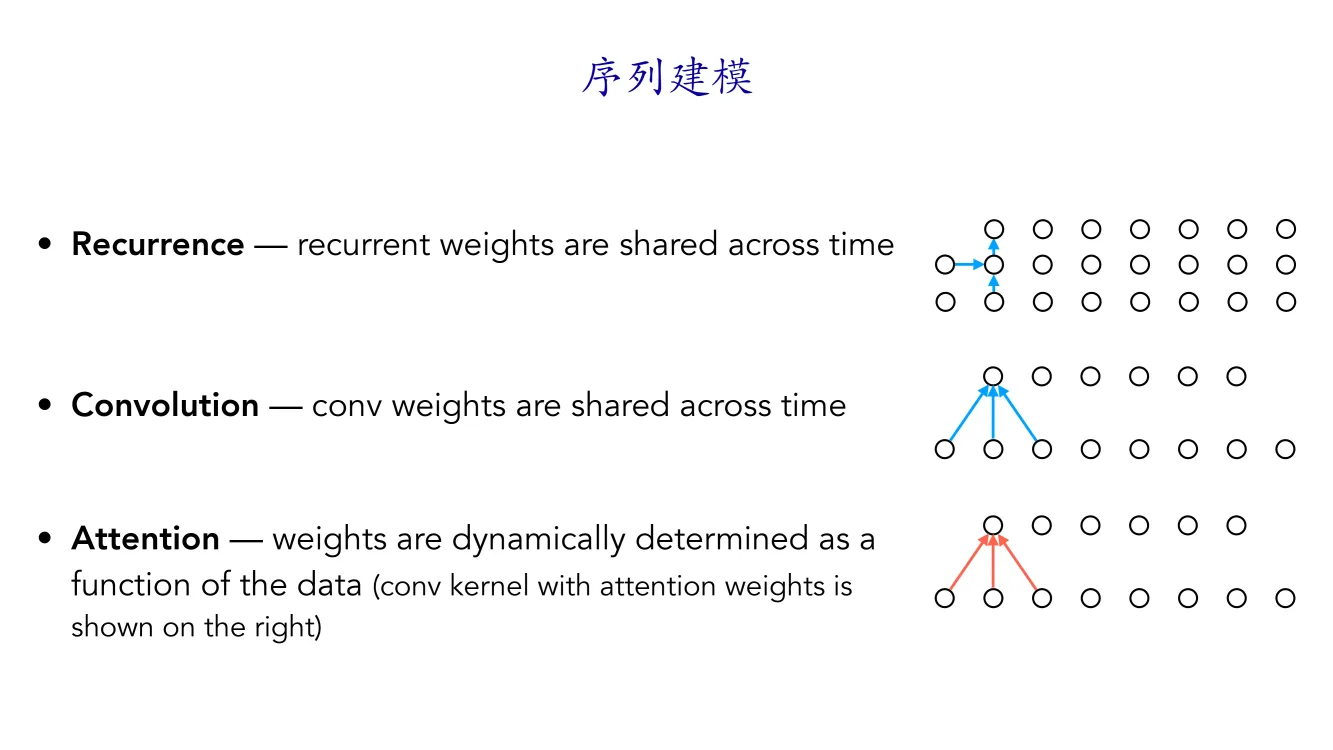 序列建模
• Recurrence — recurrent weights are shared across time
• Convolution — conv weights are shared across time
• Attention — weights are dynamically determined as a
function of the data (conv kernel with attention weights is
shown on the right)